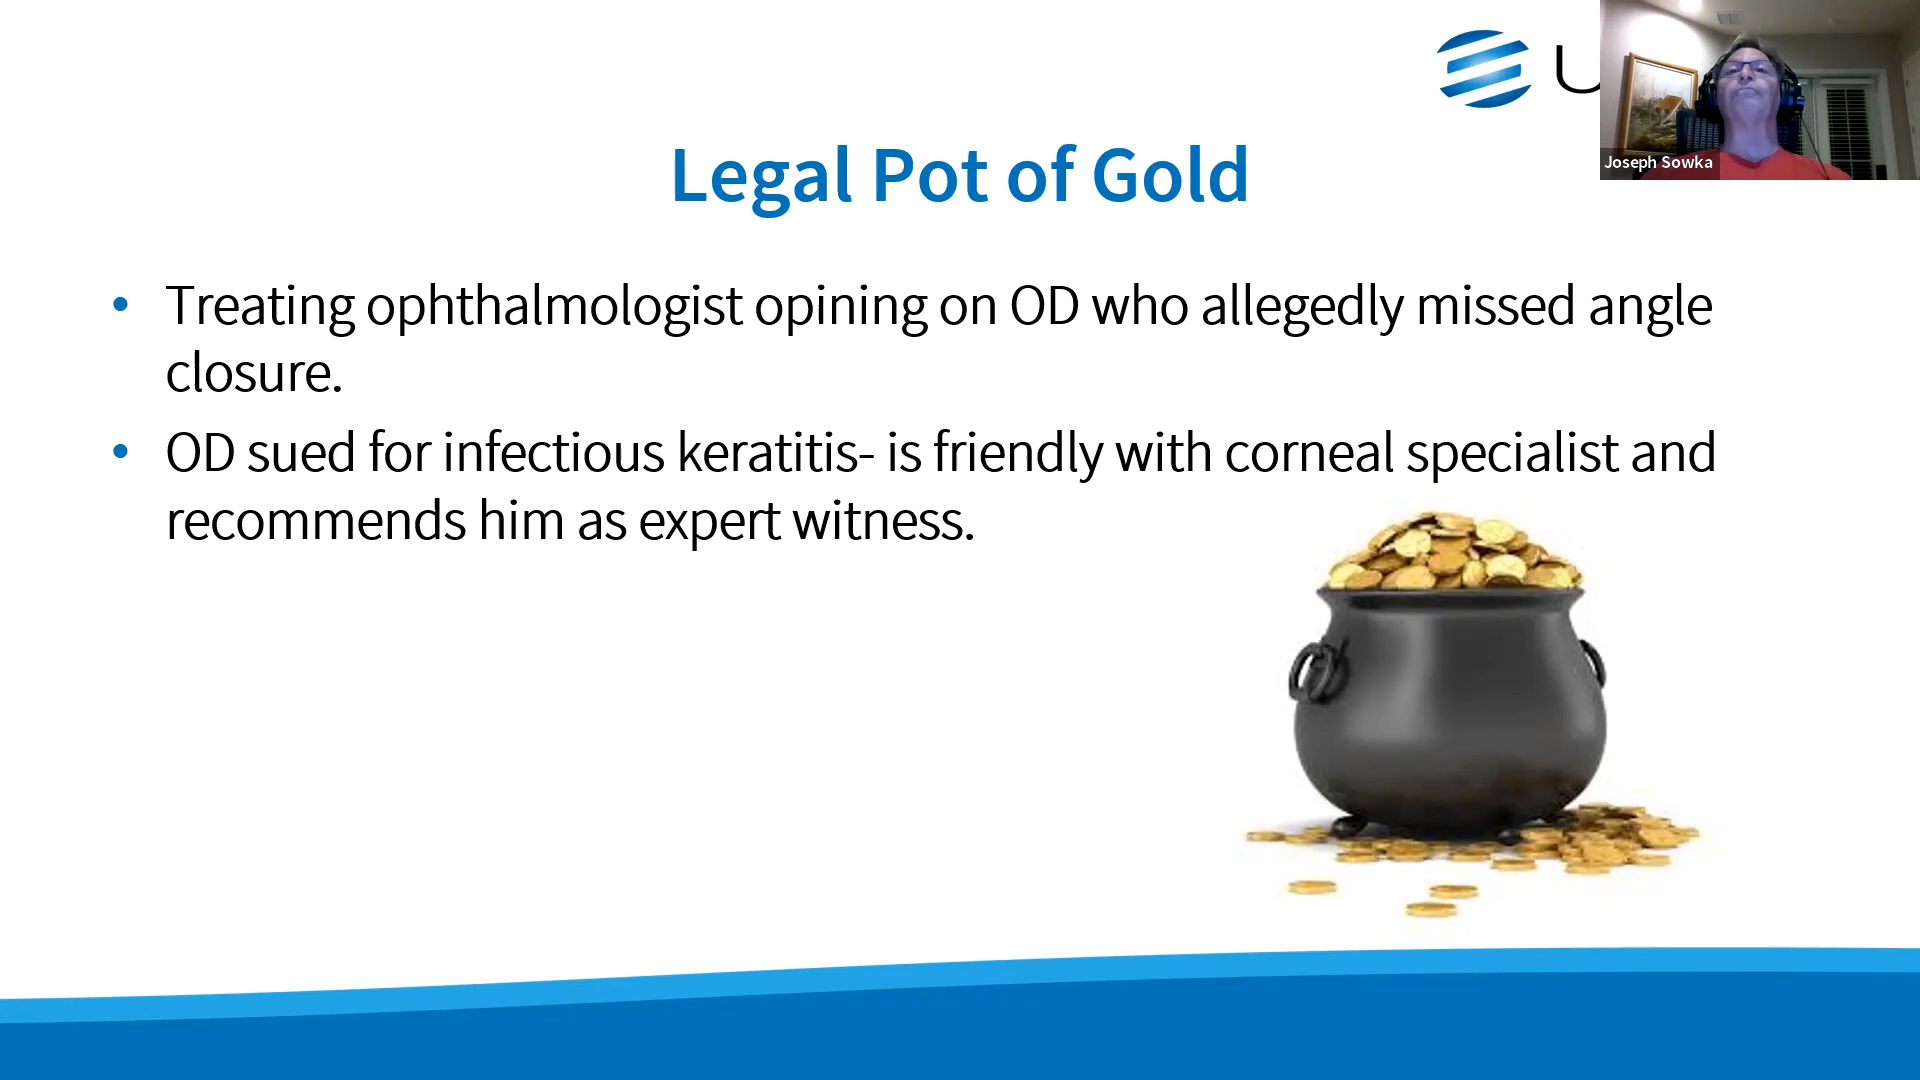 Joseph Sowka
Legal Pot of Gold
• Treating ophthalmologist opining on OD who allegedly missed angle
closure.
• OD sued for infectious keratitis- is friendly with corneal specialist and
recommends him as expert witness.